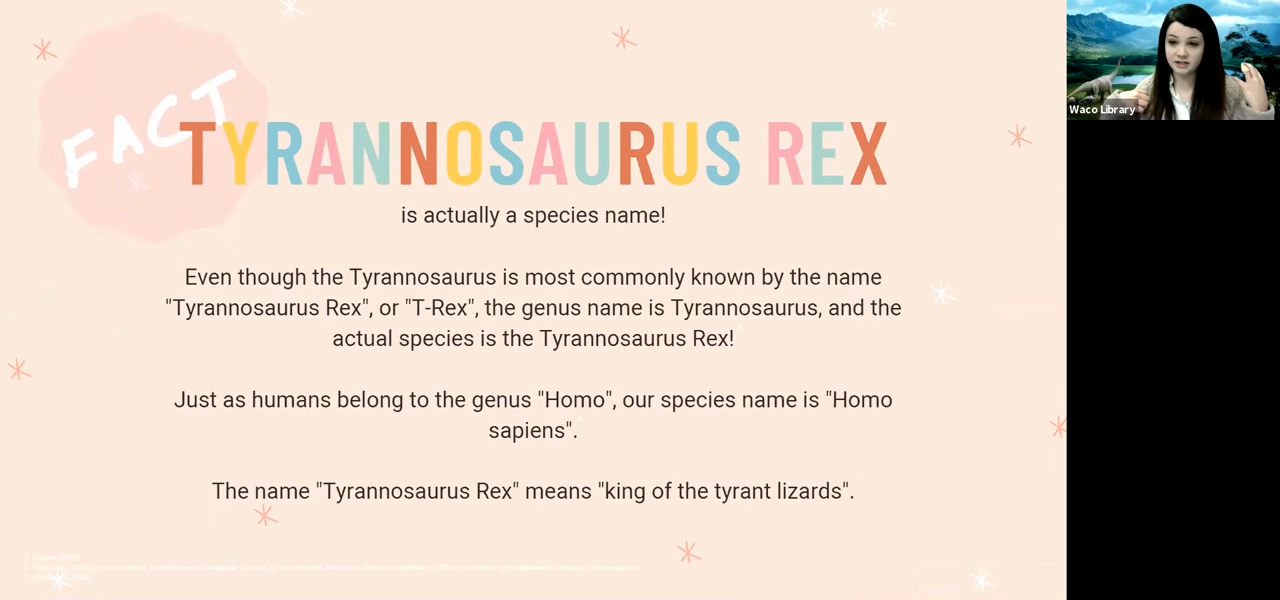 FACT
TYRANNOSAURUS REX
is actually a species name!
Even though the Tyrannosaurus is most commonly known by the name
"Tyrannosaurus Rex", or "T-Rex", the genus name is Tyrannosaurus, and the
actual species is the Tyrannosaurus Rex!
Just as humans belong to the genus "Homo", our species name is "Homo
sapiens".
The name "Tyrannosaurus Rex" means "king of the tyrant lizards".
Waco Library